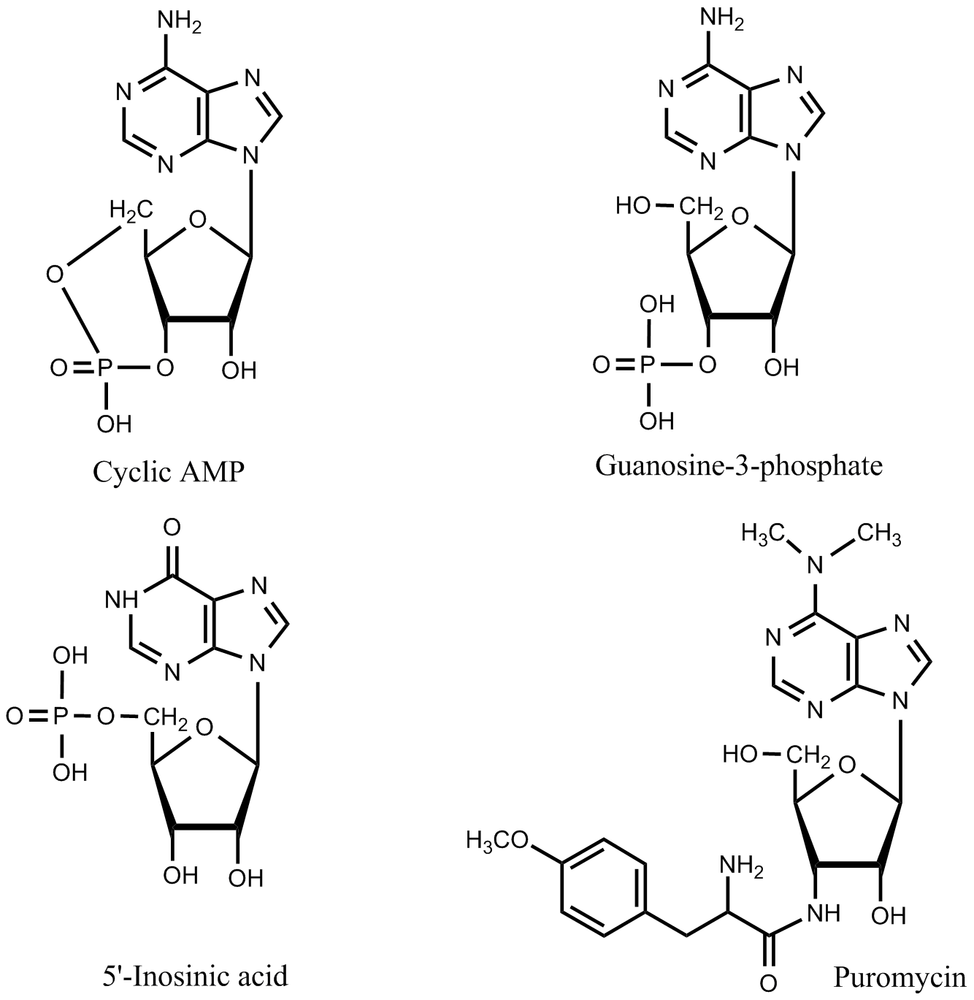 NH2
N
N
N
N
H2C
O
O
O=P
O
OH
OH
Cyclic AMP
NH2
N
N
N
N
HO
CH2
O
OH
O=P
O
OH
OH
Guanosine-3-phosphate
O
NH
N
N
N
OH
O=P
O
CH2
O
OH
OH
OH
5'-Inosinic acid
H3C
CH3
N
N
N
N
N
HO
CH2
O
H3CO
NH2
NH
OH
O
Puromycin